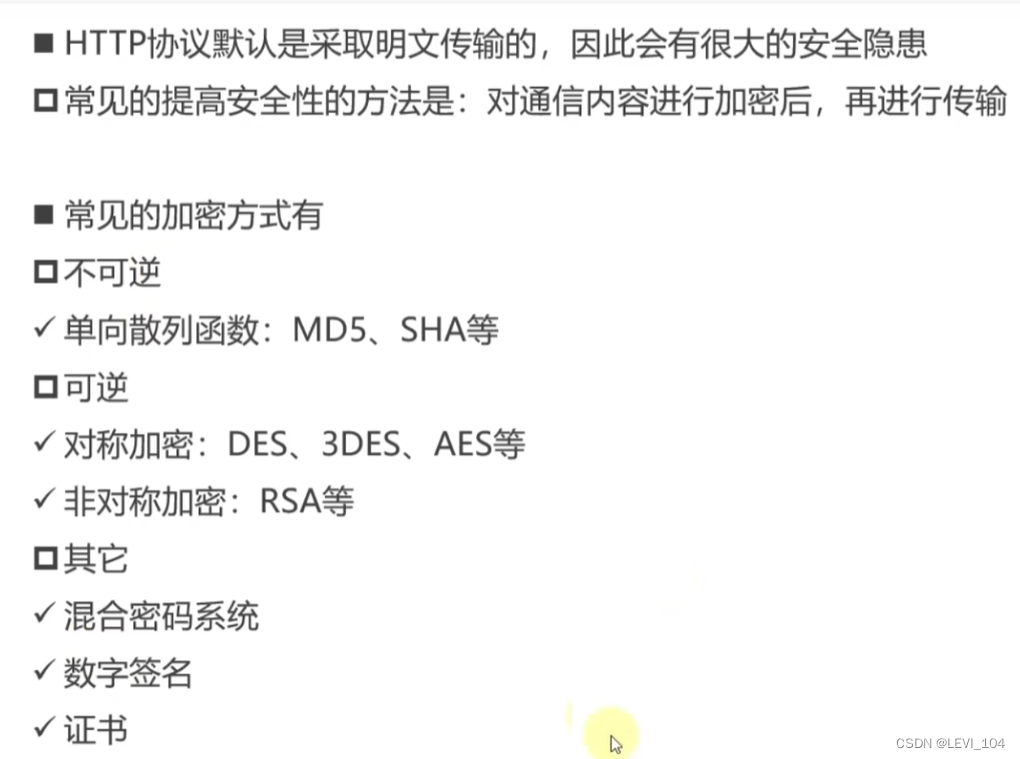 ■ HTTP协议默认是采取明文传输的，因此会有很大的安全隐患
□ 常见的提高安全性的方法是：对通信内容进行加密后，再进行传输
■ 常见的加密方式有
□ 不可逆
✓ 单向散列函数：MD5、SHA等
□ 可逆
✓ 对称加密：DES、3DES、AES等
✓ 非对称加密：RSA等
□ 其它
✓ 混合密码系统
✓ 数字签名
✓ 证书
CSDN @LEVI_104